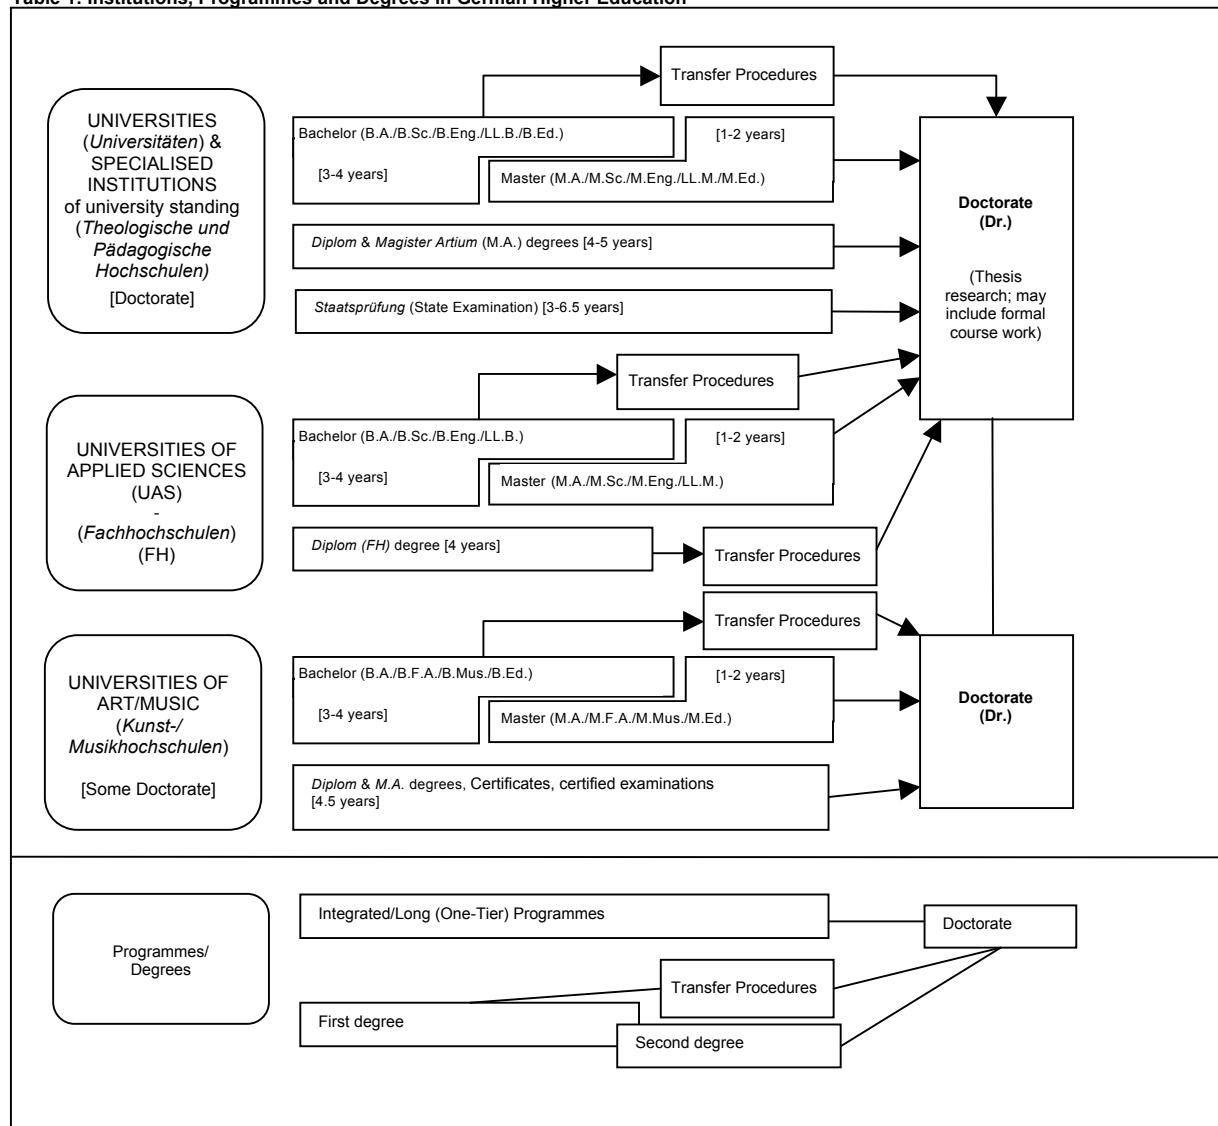 Table 1: Institutions, Programmes and Degrees in German Higher Education
Transfer Procedures
UNIVERSITIES
(Universitäten) &
SPECIALISED
INSTITUTIONS
of university standing
(Theologische und
Pädagogische
Hochschulen)
[Doctorate]
Bachelor (B.A./B.Sc./B.Eng./LL.B./B.Ed.)
[3-4 years]
[1-2 years]
Master (M.A./M.Sc./M.Eng./LL.M./M.Ed.)
Diplom & Magister Artium (M.A.) degrees [4-5 years]
Staatsprüfung (State Examination) [3-6.5 years]
Doctorate
(Dr.)
(Thesis
research; may
include formal
course work)
Transfer Procedures
UNIVERSITIES OF
APPLIED SCIENCES
(UAS)
-
(Fachhochschulen)
(FH)
Bachelor (B.A./B.Sc./B.Eng./LL.B.)
[3-4 years]
[1-2 years]
Master (M.A./M.Sc./M.Eng./LL.M.)
Diplom (FH) degree [4 years]
Transfer Procedures
Transfer Procedures
UNIVERSITIES OF
ART/MUSIC
(Kunst-/
Musikhochschulen)
[Some Doctorate]
Bachelor (B.A./B.F.A./B.Mus./B.Ed.)
[3-4 years]
[1-2 years]
Master (M.A./M.F.A./M.Mus./M.Ed.)
Diplom & M.A. degrees, Certificates, certified examinations
[4.5 years]
Doctorate
(Dr.)
Programmes/
Degrees
Integrated/Long (One-Tier) Programmes
Doctorate
Transfer Procedures
First degree
Second degree